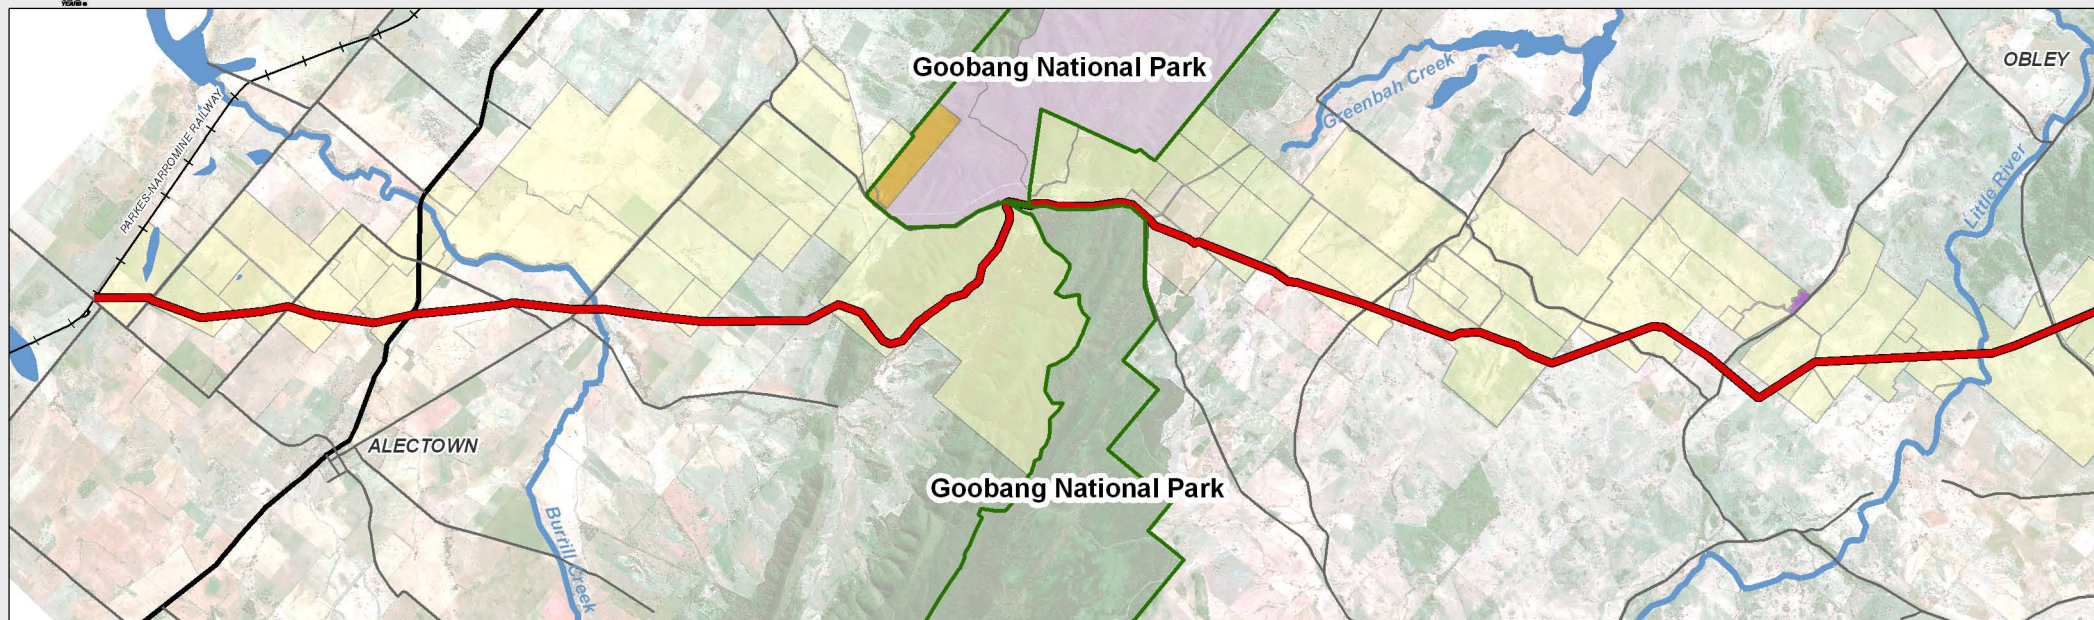 Goobang National Park
OBLEY
Greenbah Creek
PARKES-NARROMINE RAILWAY
Little River
ALECTOWN
Goobang National Park
Burrill Creek